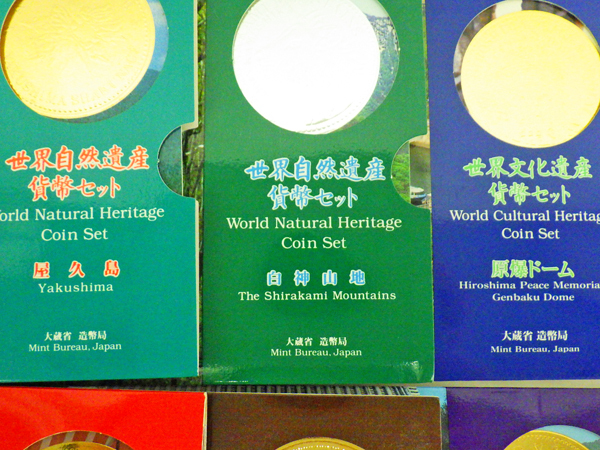 世界自然遺産
貨幣セット
orld Natural Heritage
Coin Set
屋久島
Yakushima
大蔵省 造幣局
Mint Bureau, Japan
世界自然遺産
貨幣セット
World Natural Heritage
Coin Set
白神山地
The Shirakami Mountains
大蔵省 造幣局
Mint Bureau, Japan
世界文化遺産
貨幣セット
World Cultural Heritag
Coin Set
原爆ドーム
Hiroshima Peace Memoria
Genbaku Dome
大蔵省 造幣局
Mint Bureau, Japan